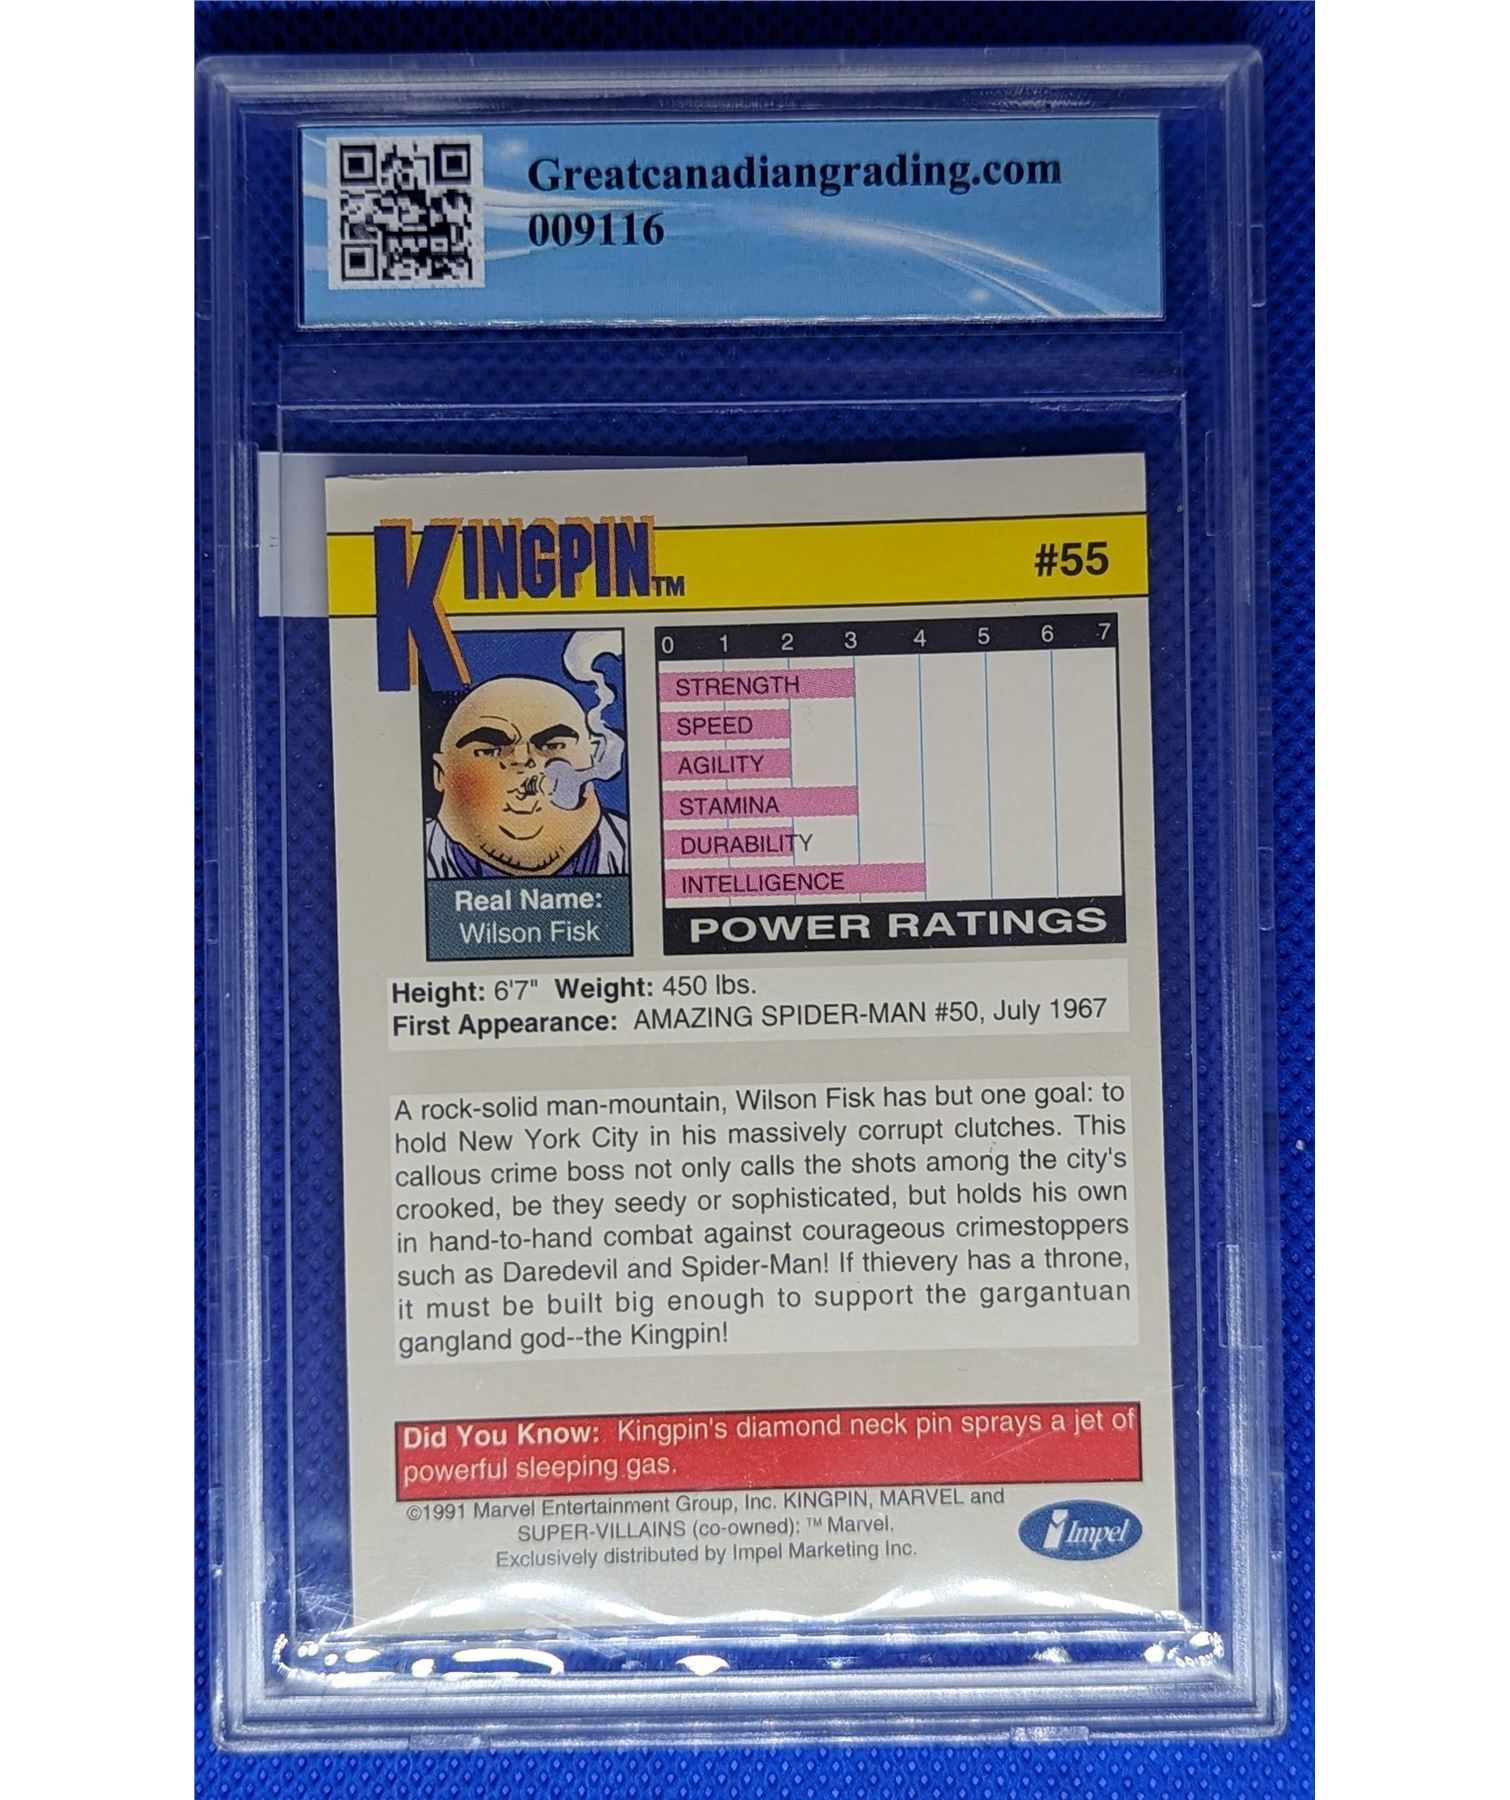 Greatcanadiangrading.com
009116
KINGPIN™ #55
0 1 2 3 4 5 6 7
STRENGTH
SPEED
AGILITY
STAMINA
DURABILITY
INTELLIGENCE
POWER RATINGS
Real Name:
Wilson Fisk
Height: 6'7" Weight: 450 lbs.
First Appearance: AMAZING SPIDER-MAN #50, July 1967
A rock-solid man-mountain, Wilson Fisk has but one goal: to
hold New York City in his massively corrupt clutches. This
callous crime boss not only calls the shots among the city's
crooked, be they seedy or sophisticated, but holds his own
in hand-to-hand combat against courageous crimestoppers
such as Daredevil and Spider-Man! If thievery has a throne,
it must be built big enough to support the gargantuan
gangland god--the Kingpin!
Did You Know: Kingpin's diamond neck pin sprays a jet of
powerful sleeping gas.
©1991 Marvel Entertainment Group, Inc. KINGPIN, MARVEL and
SUPER-VILLAINS (co-owned): ™ Marvel.
Exclusively distributed by Impel Marketing Inc.
Impel